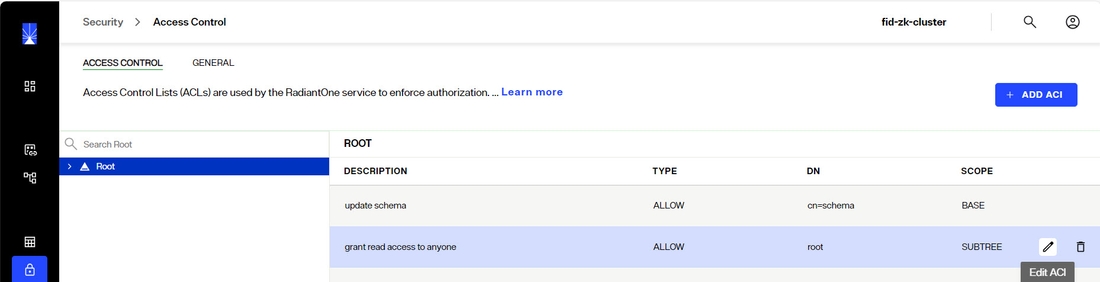 Security > Access Control fid-zk-cluster
ACCESS CONTROL GENERAL
Access Control Lists (ACLs) are used by the RadiantOne service to enforce authorization. ... Learn more
+ ADD ACI
Search Root
ROOT
Root
DESCRIPTION TYPE DN SCOPE
update schema ALLOW cn=schema BASE
grant read access to anyone ALLOW root SUBTREE
Edit ACI